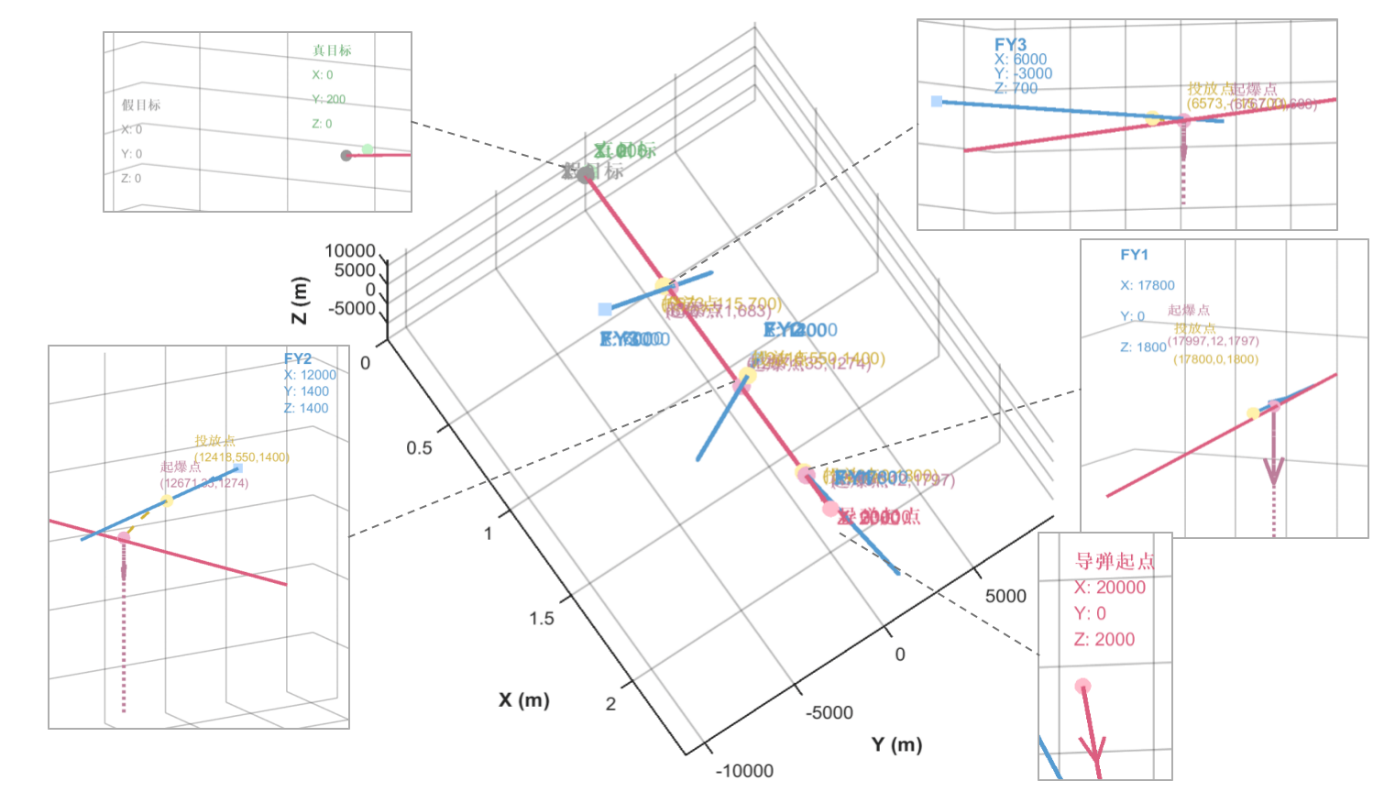 真目标
X: 0
Y: 200
Z: 0
假目标
X: 0
Y: 0
Z: 0
FY3
X: 6000
Y: -3000
Z: 700
投放点
起爆点
FY1
X: 17800
Y: 0
Z: 1800
起爆点
投放点
(17997,12,1797)
(17800,0,1800)
FY2
X: 12000
Y: 1400
Z: 1400
投放点
(12418,550,1400)
起爆点
(12671,35,1274)
导弹起点
X: 20000
Y: 0
Z: 2000
10000
5000
0
-5000
Z (m)
0
0.5
1
1.5
2
X (m)
-10000
-5000
0
5000
Y (m)